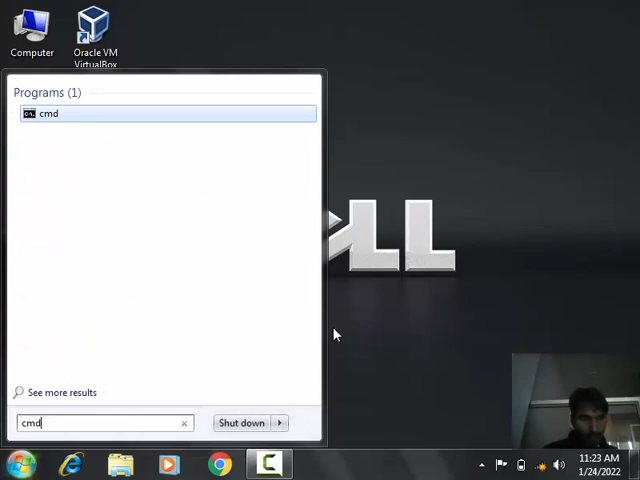 Computer
Oracle VM
VirtualBox
Programs (1)
cmd
See more results
cmd
Shut down
11:23 AM
1/24/2022